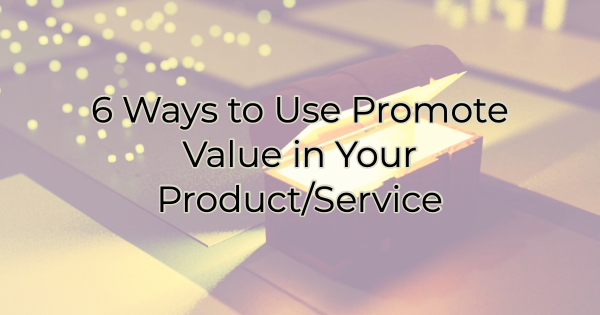 6 Ways to Use Promote
Value in Your
Product/Service